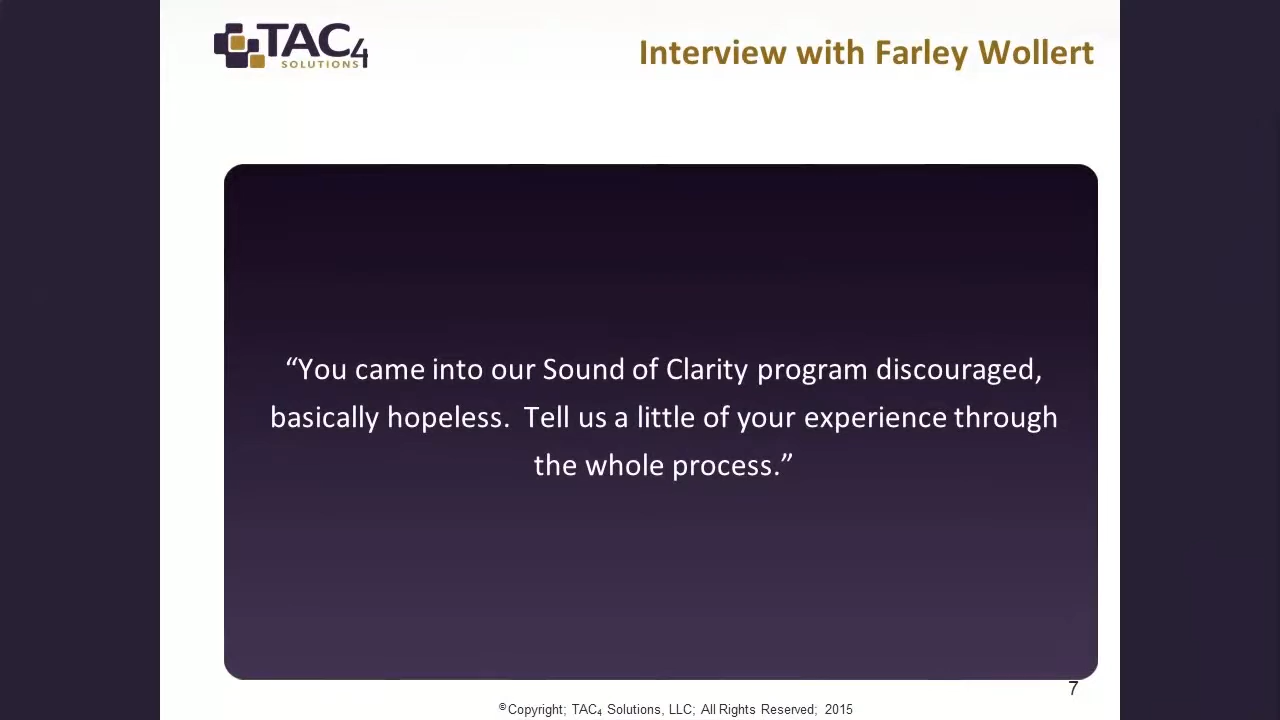 TAC4
SOLUTIONS
Interview with Farley Wollert
“You came into our Sound of Clarity program discouraged,
basically hopeless.  Tell us a little of your experience through
the whole process.”
7
©Copyright; TAC4 Solutions, LLC; All Rights Reserved; 2015